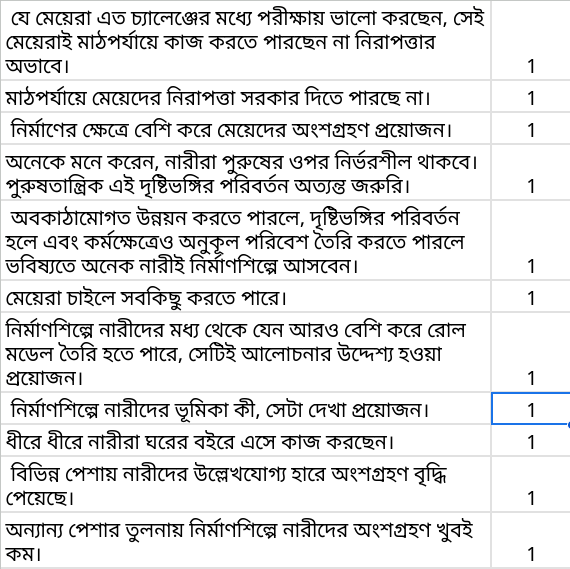 যে মেয়েরা এত চ্যালেঞ্জের মধ্যে পরীক্ষায় ভালো করছেন, সেই
মেয়েরাই মাঠপর্যায়ে কাজ করতে পারছেন না নিরাপত্তার
অভাবে। 1
মাঠপর্যায়ে মেয়েদের নিরাপত্তা সরকার দিতে পারছে না। 1
নির্মাণের ক্ষেত্রে বেশি করে মেয়েদের অংশগ্রহণ প্রয়োজন। 1
অনেকে মনে করেন, নারীরা পুরুষের ওপর নির্ভরশীল থাকবে।
পুরুষতান্ত্রিক এই দৃষ্টিভঙ্গির পরিবর্তন অত্যন্ত জরুরি। 1
অবকাঠামোগত উন্নয়ন করতে পারলে, দৃষ্টিভঙ্গির পরিবর্তন
হলে এবং কর্মক্ষেত্রেও অনুকূল পরিবেশ তৈরি করতে পারলে
ভবিষ্যতে অনেক নারীই নির্মাণশিল্পে আসবেন। 1
মেয়েরা চাইলে সবকিছু করতে পারে। 1
নির্মাণশিল্পে নারীদের মধ্য থেকে যেন আরও বেশি করে রোল
মডেল তৈরি হতে পারে, সেটিই আলোচনার উদ্দেশ্য হওয়া
প্রয়োজন। 1
নির্মাণশিল্পে নারীদের ভূমিকা কী, সেটা দেখা প্রয়োজন। 1
ধীরে ধীরে নারীরা ঘরের বইরে এসে কাজ করছেন। 1
বিভিন্ন পেশায় নারীদের উল্লেখযোগ্য হারে অংশগ্রহণ বৃদ্ধি
পেয়েছে। 1
অন্যান্য পেশার তুলনায় নির্মাণশিল্পে নারীদের অংশগ্রহণ খুবই
কম। 1